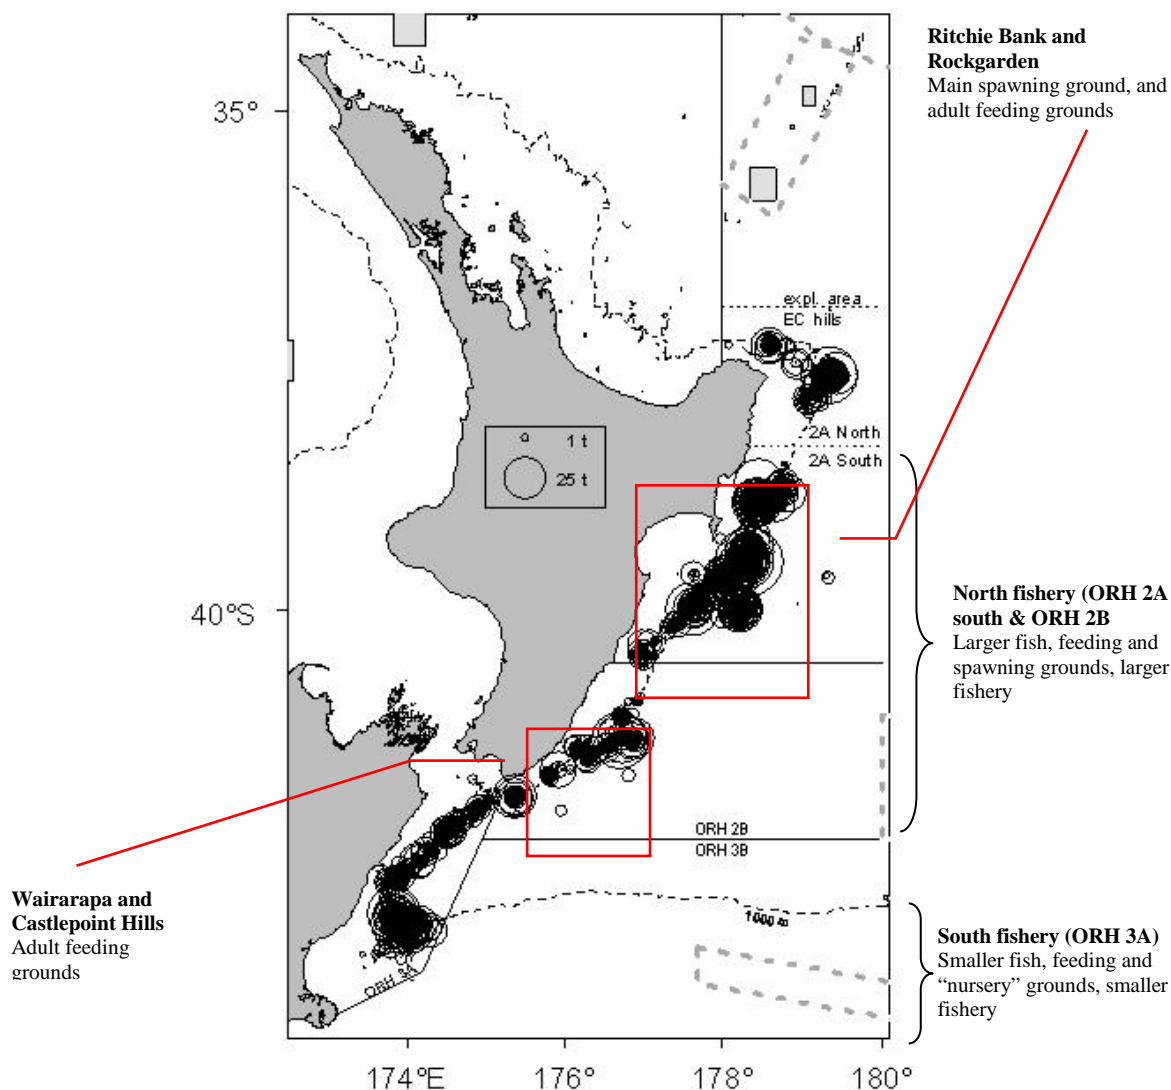 Ritchie Bank and
Rockgarden
Main spawning ground, and
adult feeding grounds
35°
expl. area
EC hills
2A North
2A South
1 t
25 t
40°S
North fishery (ORH 2A
south & ORH 2B
Larger fish, feeding and
spawning grounds, larger
fishery
ORH 2B
ORH 3B
Wairarapa and
Castlepoint Hills
Adult feeding
grounds
1000 m
South fishery (ORH 3A)
Smaller fish, feeding and
“nursery” grounds, smaller
fishery
ORH 3A
174°E
176°
178°
180°